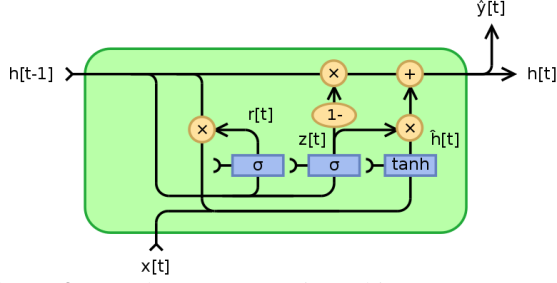 ŷ[t]
h[t-1]
×
+
h[t]
1-
r[t]
×
z[t]
×
ĥ[t]
σ
σ
tanh
x[t]